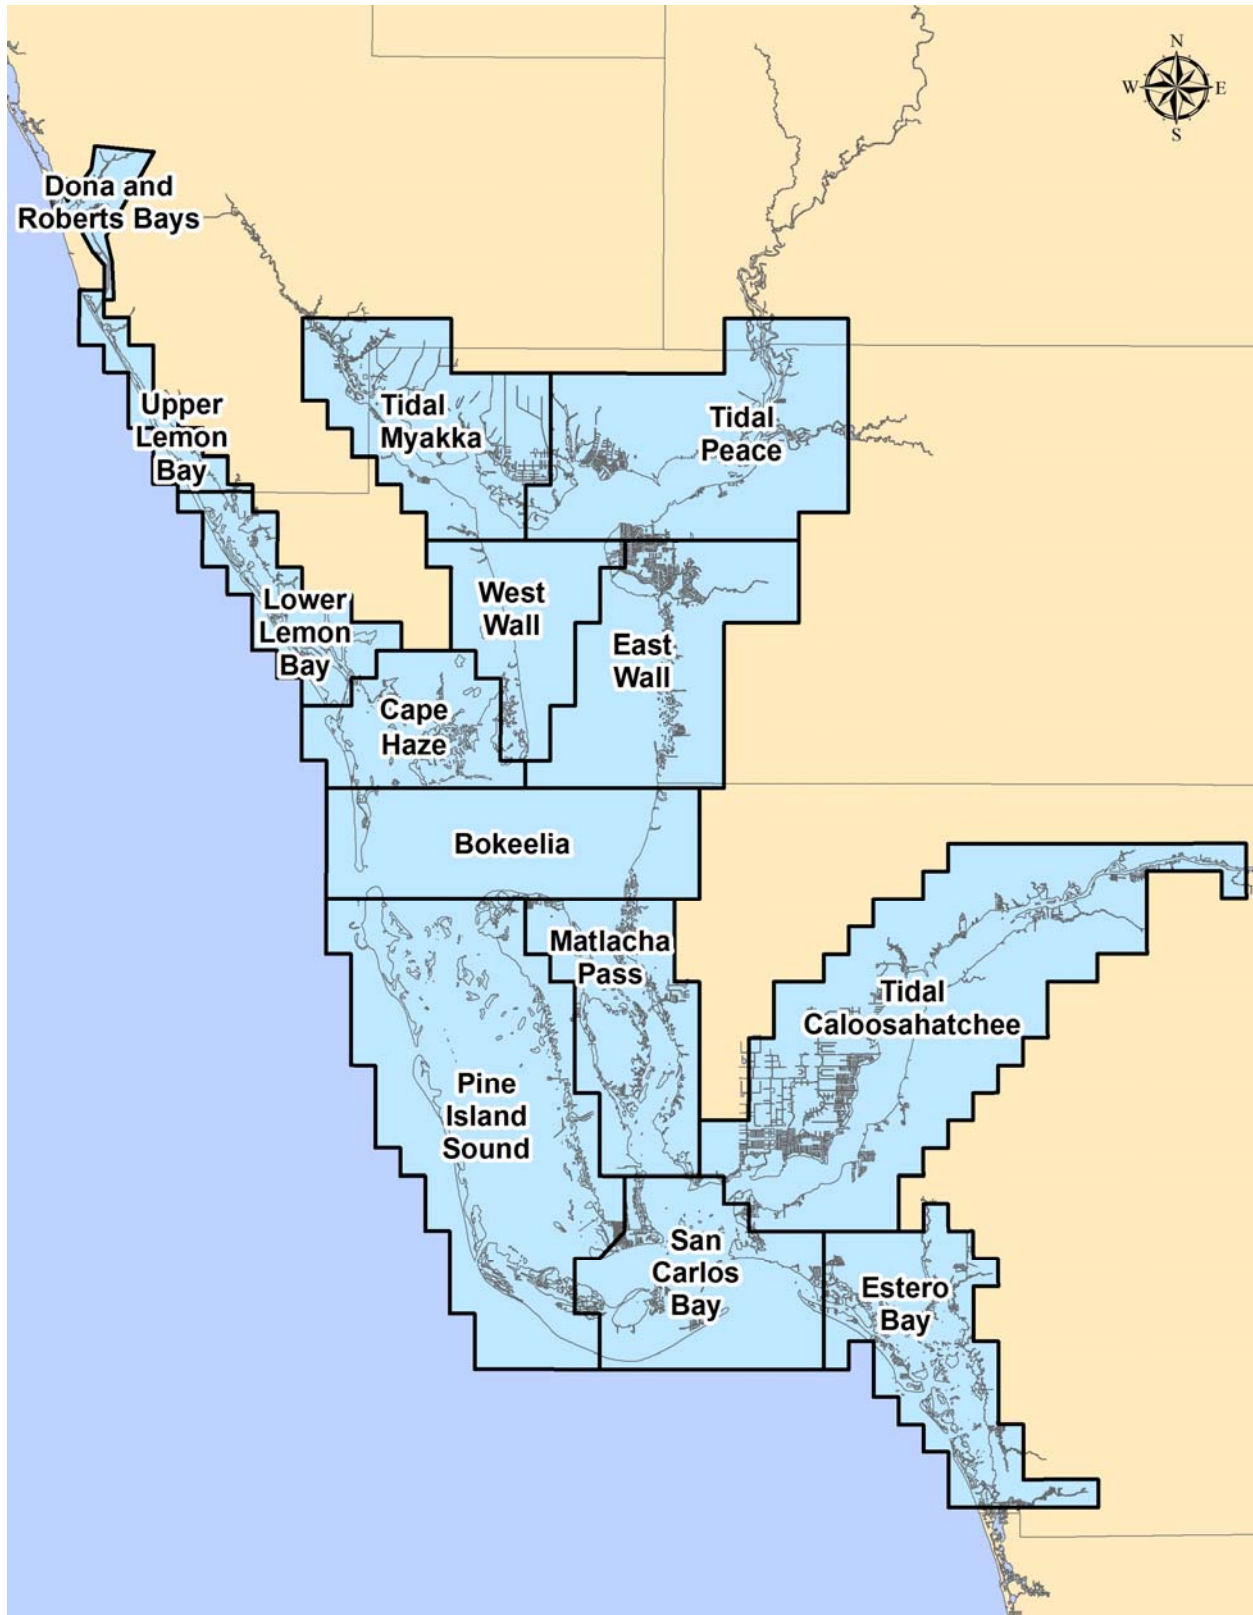 N
W E
S
Dona and
Roberts Bays
Upper
Lemon
Bay
Tidal
Myakka
Tidal
Peace
West
Wall
East
Wall
Lower
Lemon
Bay
Cape
Haze
Bokeelia
Matlacha
Pass
Tidal
Caloosahatchee
Pine
Island
Sound
San
Carlos
Bay
Estero
Bay